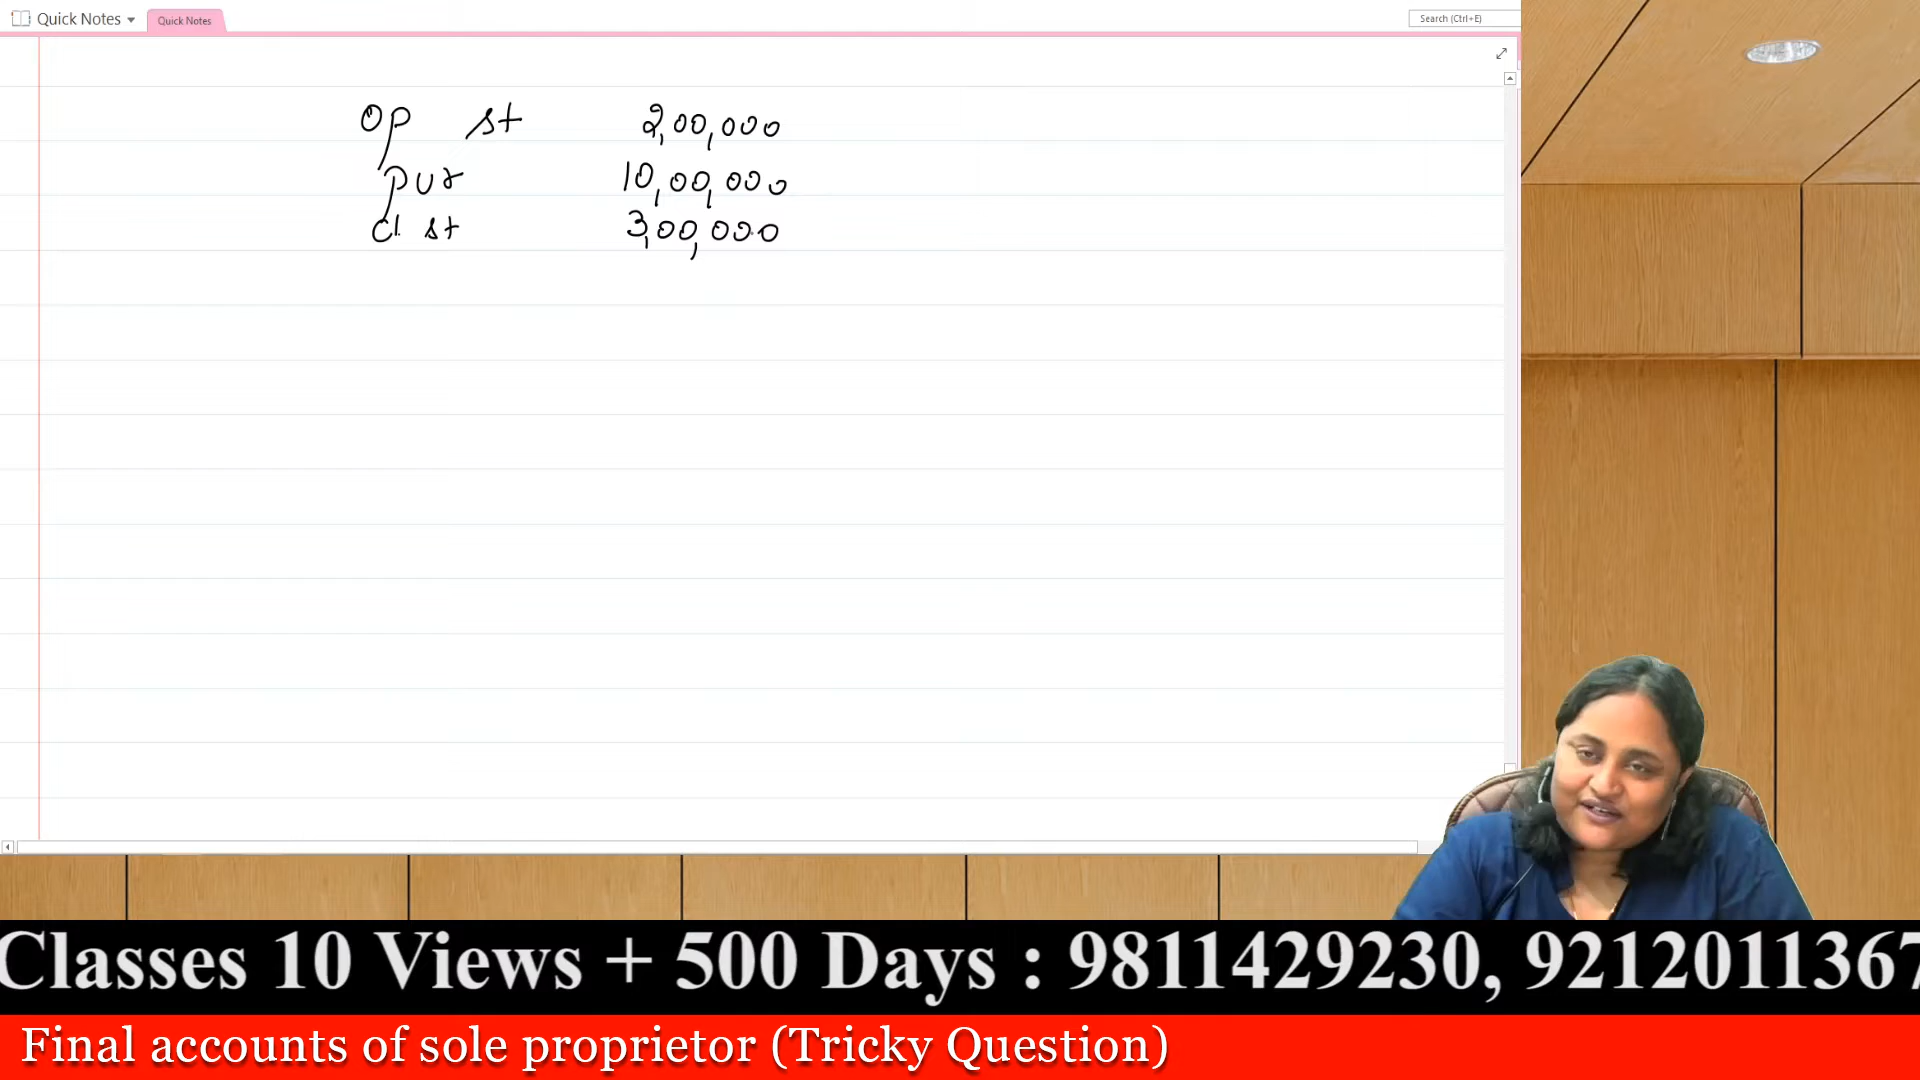 Quick Notes
Quick Notes
Search (Ctrl+E)
Op st 2,00,000
pur 10,00,000
cl st 3,00,000
Classes 10 Views + 500 Days : 9811429230, 9212011367
Final accounts of sole proprietor (Tricky Question)